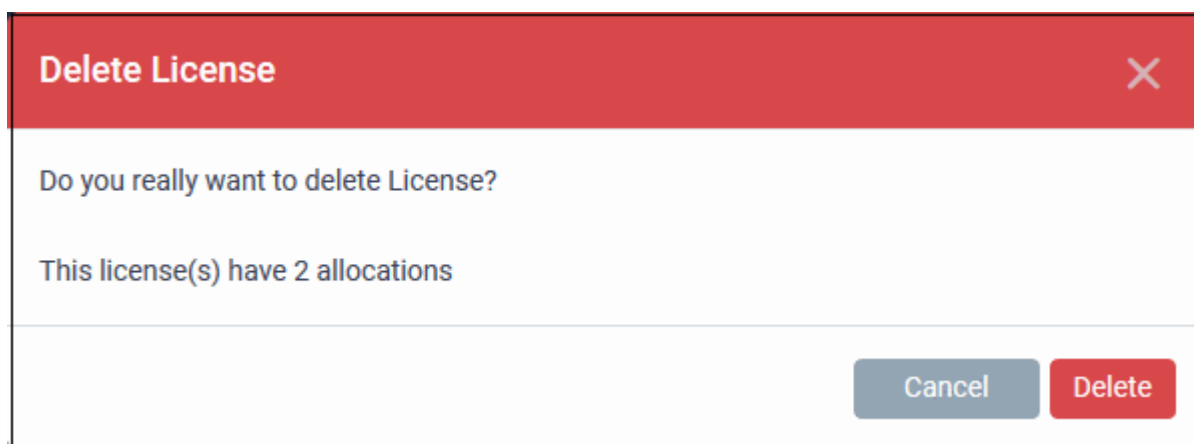 Delete License
Do you really want to delete License?
This license(s) have 2 allocations
Cancel Delete